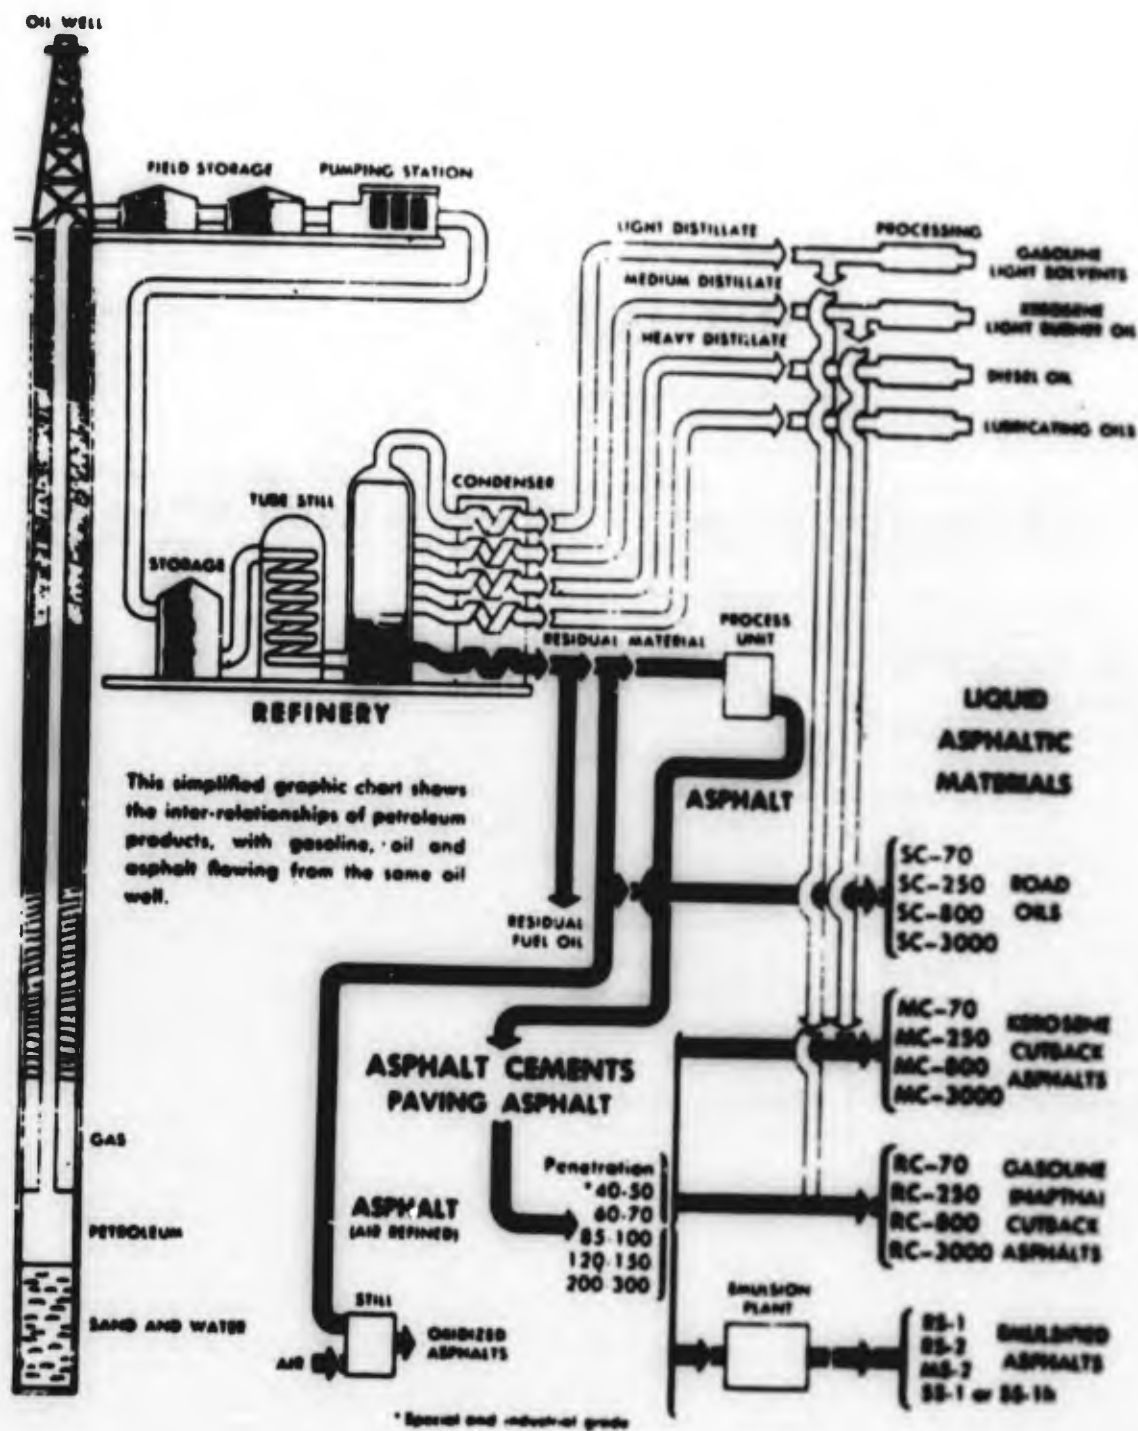 OIL WELL
FIELD STORAGE
PUMPING STATION
LIGHT DISTILLATE
PROCESSING
GASOLINE
LIGHT SOLVENTS
MEDIUM DISTILLATE
KEROSENE
LIGHT BURNER OIL
HEAVY DISTILLATE
DIESEL OIL
LUBRICATING OILS
CONDENSER
TUBE STILL
STORAGE
RESIDUAL MATERIAL
PROCESS
UNIT
REFINERY
This simplified graphic chart shows
the inter-relationships of petroleum
products, with gasoline, oil and
asphalt flowing from the same oil
well.
ASPHALT
LIQUID
ASPHALTIC
MATERIALS
SC-70
SC-250
SC-800
SC-3000
ROAD
OILS
RESIDUAL
FUEL OIL
MC-70
MC-250
MC-800
MC-3000
KEROSENE
CUTBACK
ASPHALTS
ASPHALT CEMENTS
PAVING ASPHALT
GAS
PETROLEUM
SAND AND WATER
ASPHALT
(AIR REFINED)
Penetration
*40-50
60-70
85-100
120-150
200-300
RC-70
RC-250
RC-800
RC-3000
GASOLINE
(NAPTHA)
CUTBACK
ASPHALTS
STILL
AIR
OXIDIZED
ASPHALTS
EMULSION
PLANT
RS-1
RS-2
MS-2
SS-1 or SS-1h
EMULSIFIED
ASPHALTS
*Special and industrial grade